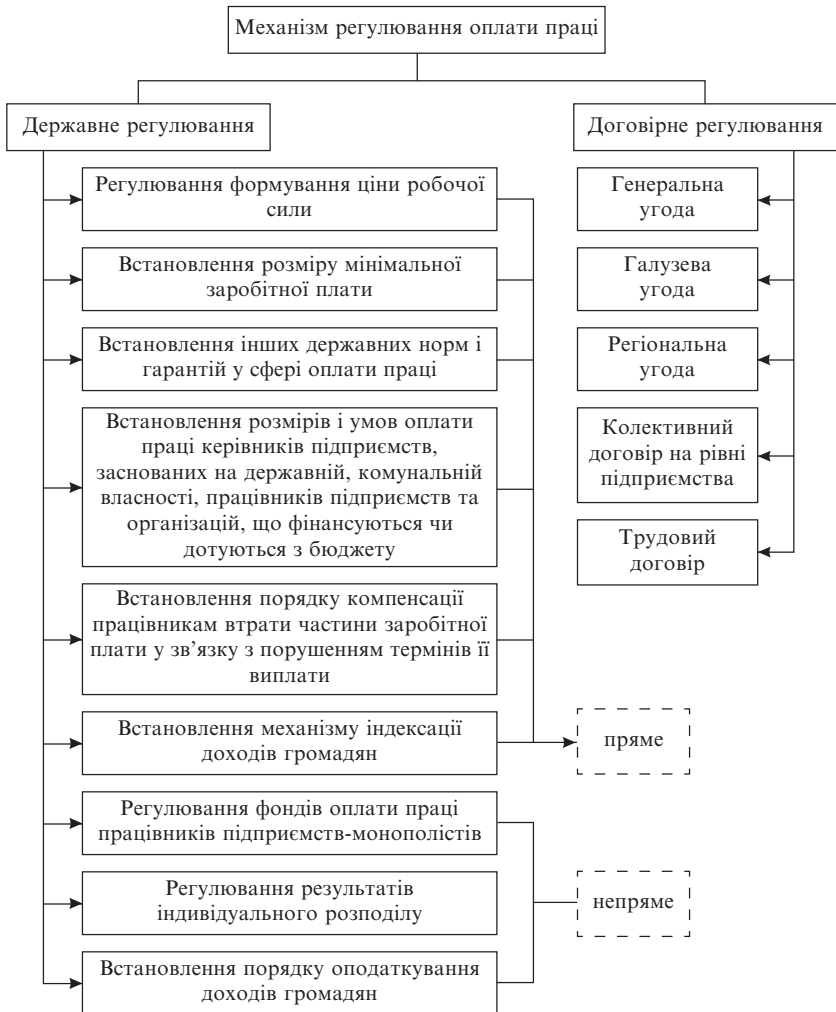 Механізм регулювання оплати праці
Державне регулювання
Договірне регулювання
Регулювання формування ціни робочої
сили
Встановлення розміру мінімальної
заробітної плати
Встановлення інших державних норм і
гарантій у сфері оплати праці
Встановлення розмірів і умов оплати
праці керівників підприємств,
заснованих на державній, комунальній
власності, працівників підприємств та
організацій, що фінансуються чи
дотуються з бюджету
Встановлення порядку компенсації
працівникам втрати частини заробітної
плати у зв’язку з порушенням термінів її
виплати
Встановлення механізму індексації
доходів громадян
Регулювання фондів оплати праці
працівників підприємств-монополістів
Регулювання результатів
індивідуального розподілу
Встановлення порядку оподаткування
доходів громадян
Генеральна
угода
Галузева
угода
Регіональна
угода
Колективний
договір на рівні
підприємства
Трудовий
договір
пряме
непряме